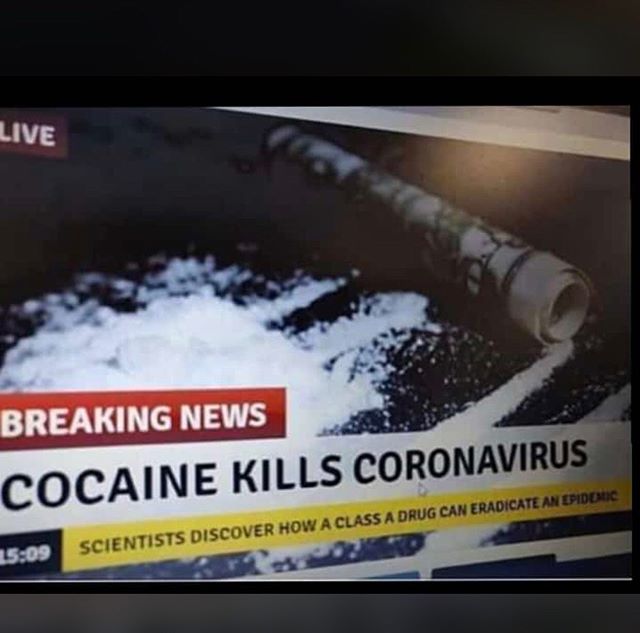 LIVE
BREAKING NEWS
COCAINE KILLS CORONAVIRUS
15:09
SCIENTISTS DISCOVER HOW A CLASS A DRUG CAN ERADICATE AN EPIDEMIC